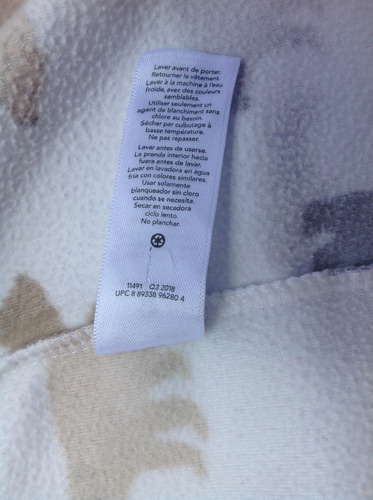 Laver avant de porter.
Retourner le vêtement.
Laver à la machine à l'eau
froide, avec des couleurs
semblables.
Utiliser seulement un
agent de blanchiment sans
chlore au besoin.
Sécher par culbutage à
basse température.
Ne pas repasser.
Lavar antes de usarse.
La prenda interior hacia
fuera antes de lavar.
Lavar en lavadora en agua
fría con colores similares.
Usar solamente
blanqueador sin cloro
cuando se necesita.
Secar en secadora
ciclo lento.
No planchar.
11491 Q3 2018
UPC 8 89338 96280 4